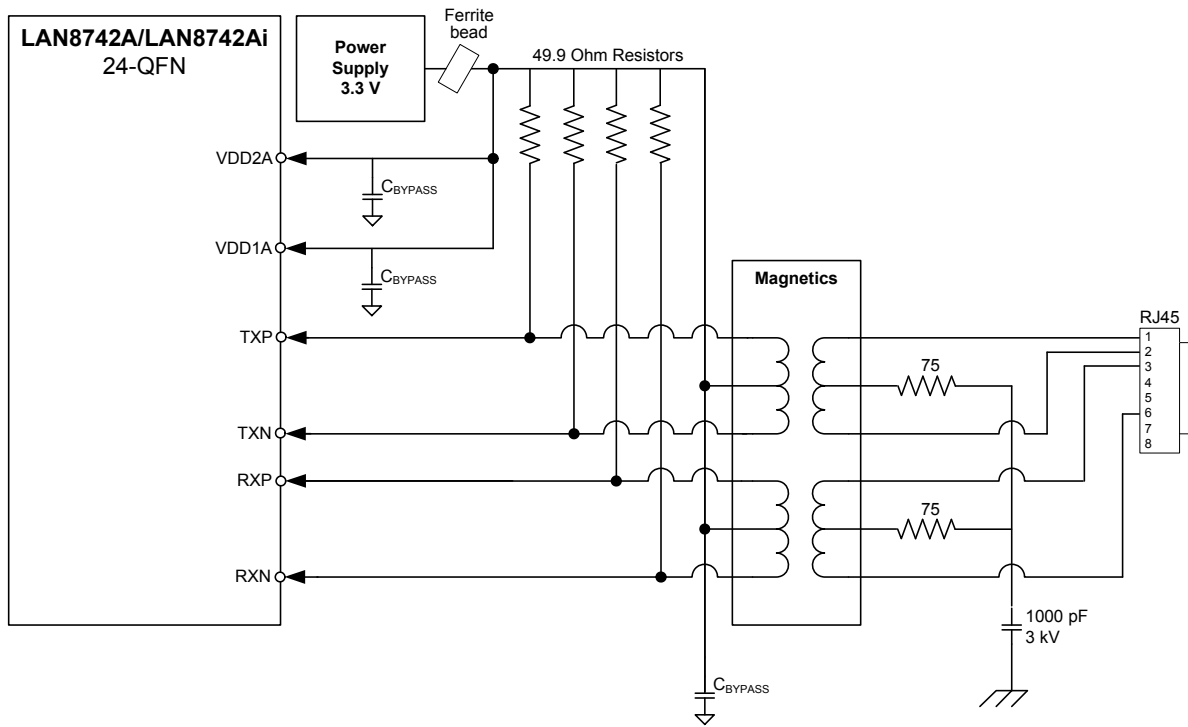 LAN8742A/LAN8742Ai
24-QFN
Power
Supply
3.3 V
Ferrite
bead
49.9 Ohm Resistors
VDD2A
CBYPASS
VDD1A
CBYPASS
Magnetics
TXP
TXN
RXP
RXN
75
75
RJ45
1
2
3
4
5
6
7
8
1000 pF
3 kV
CBYPASS